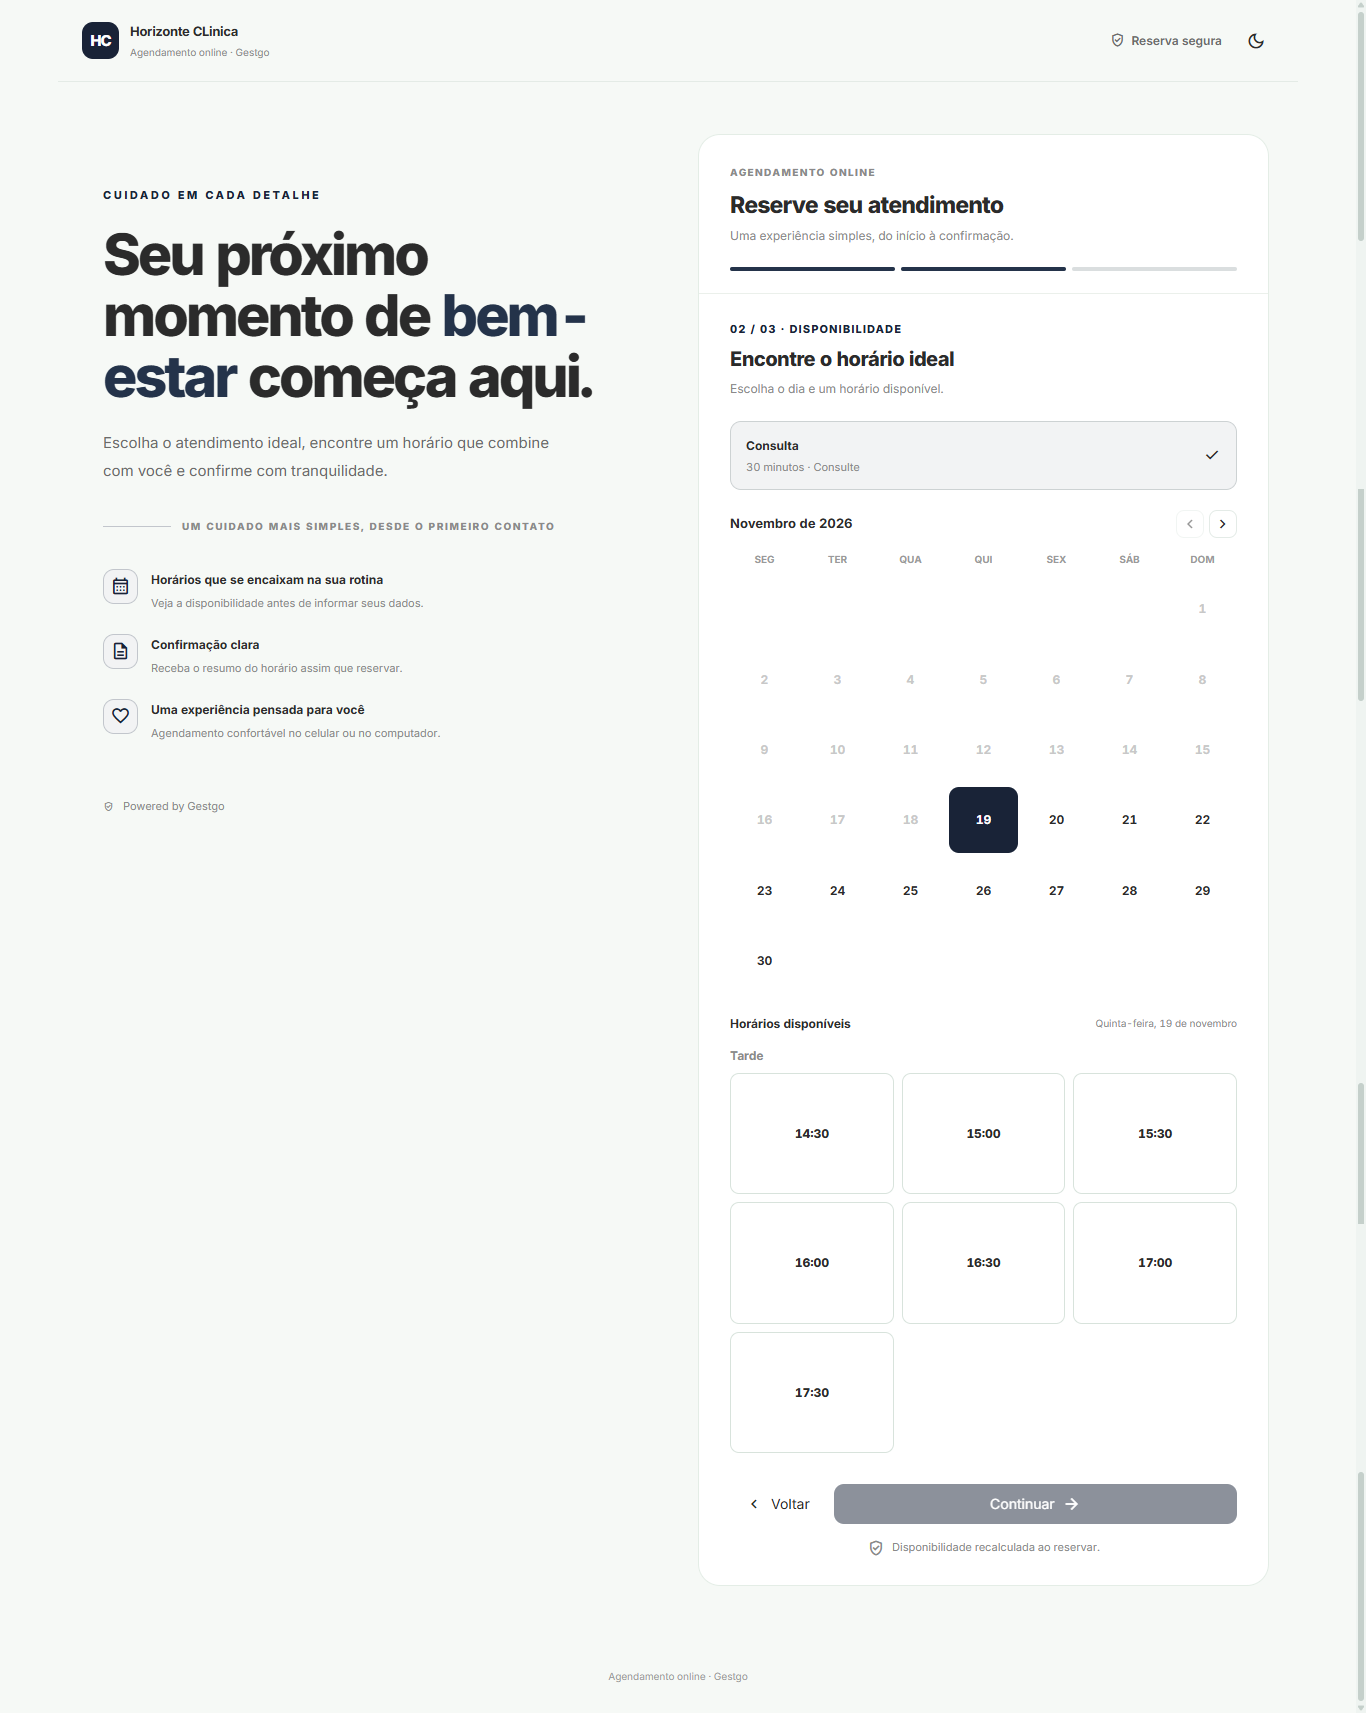 HC
Horizonte CLinica
Agendamento online · Gestgo
Reserva segura
CUIDADO EM CADA DETALHE
Seu próximo
momento de bem-
estar começa aqui.
Escolha o atendimento ideal, encontre um horário que combine
com você e confirme com tranquilidade.
UM CUIDADO MAIS SIMPLES, DESDE O PRIMEIRO CONTATO
Horários que se encaixam na sua rotina
Veja a disponibilidade antes de informar seus dados.
Confirmação clara
Receba o resumo do horário assim que reservar.
Uma experiência pensada para você
Agendamento confortável no celular ou no computador.
Powered by Gestgo
AGENDAMENTO ONLINE
Reserve seu atendimento
Uma experiência simples, do início à confirmação.
02 / 03 · DISPONIBILIDADE
Encontre o horário ideal
Escolha o dia e um horário disponível.
Consulta
30 minutos · Consulte
Novembro de 2026
SEG TER QUA QUI SEX SÁB DOM
1
2 3 4 5 6 7 8
9 10 11 12 13 14 15
16 17 18 19 20 21 22
23 24 25 26 27 28 29
30
Horários disponíveis
Quinta-feira, 19 de novembro
Tarde
14:30 15:00 15:30
16:00 16:30 17:00
17:30
Voltar
Continuar
Disponibilidade recalculada ao reservar.
Agendamento online · Gestgo